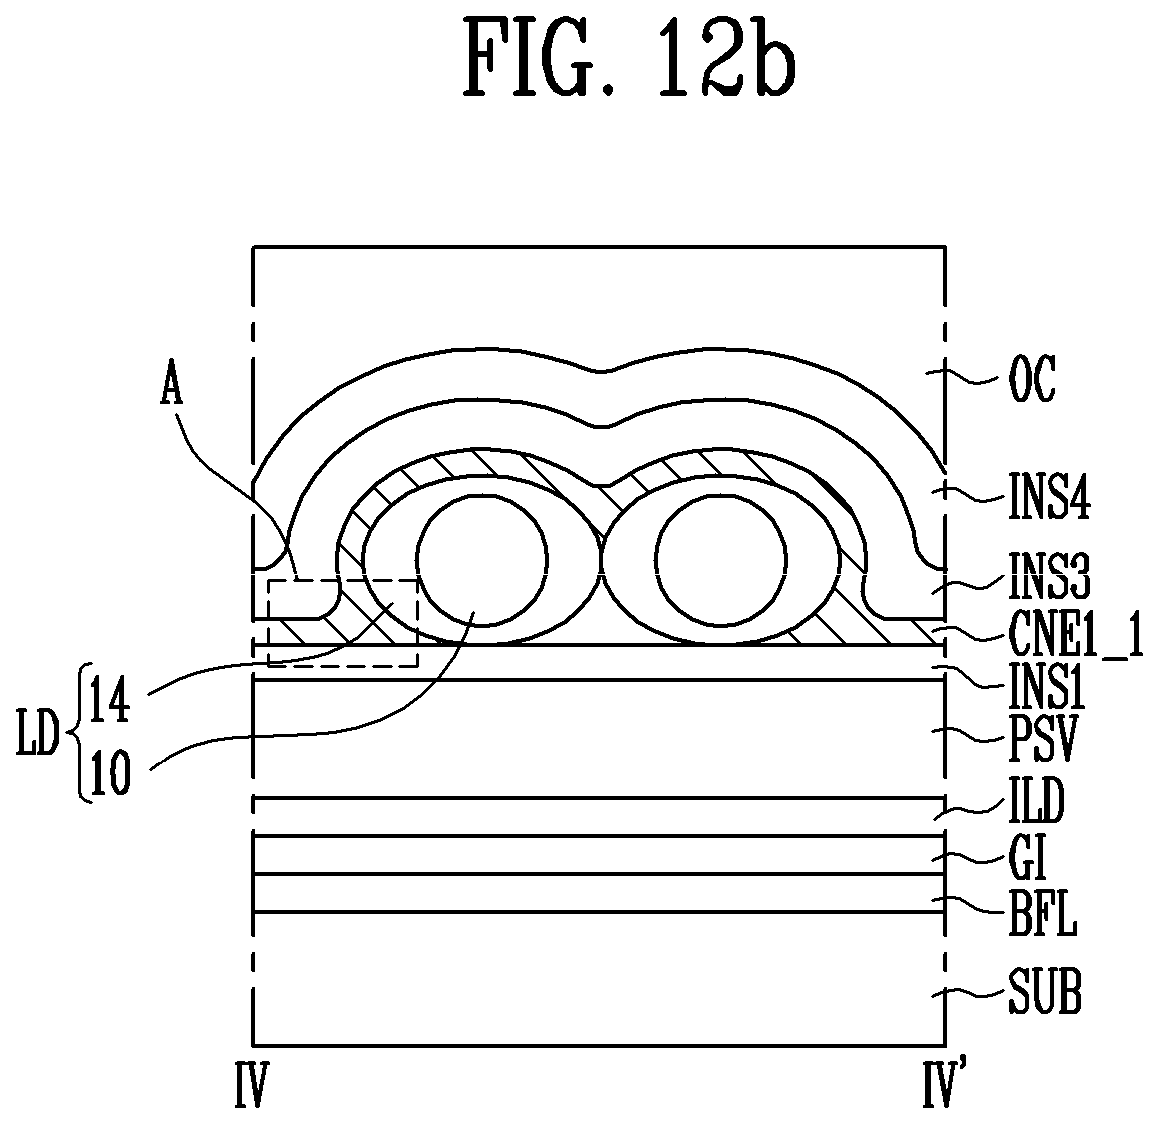 FIG. 12b
A
OC
INS4
INS3
CNE1_1
INS1
LD { 14
10
PSV
ILD
GI
BFL
SUB
IV
IV'